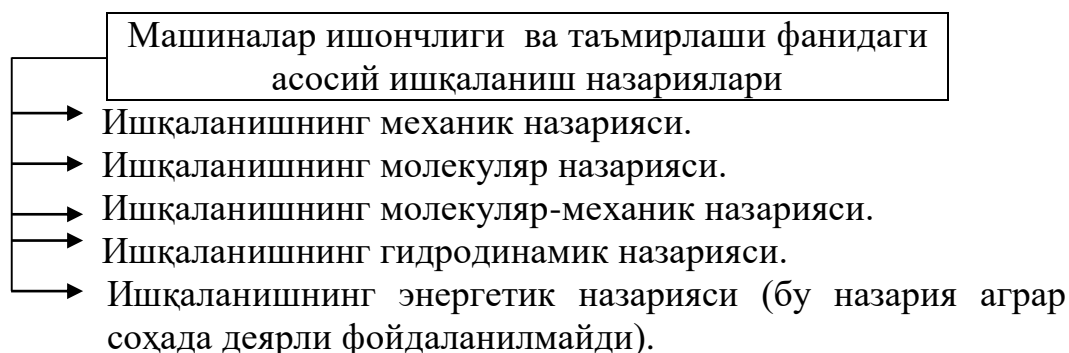 Машиналар ишончлиги ва таъмирлаши фанидаги
асосий ишқаланиш назариялари
Ишқаланишнинг механик назарияси.
Ишқаланишнинг молекуляр назарияси.
Ишқаланишнинг молекуляр-механик назарияси.
Ишқаланишнинг гидродинамик назарияси.
Ишқаланишнинг энергетик назарияси (бу назария аграр
соҳада деярли фойдаланилмайди).